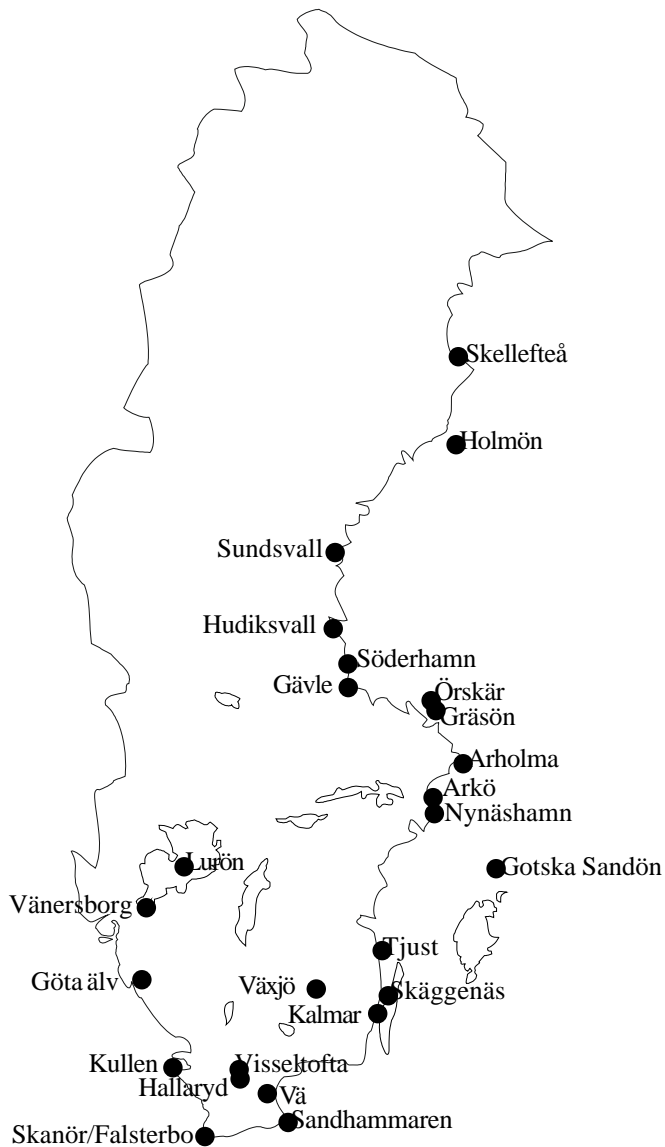 Skellefteå
Holmön
Sundsvall
Hudiksvall
Söderhamn
Gävle
Örskär
Gräsön
Arholma
Arkö
Nynäshamn
Lurön
Gotska Sandön
Vänersborg
Tjust
Göta älv
Växjö
Skäggenäs
Kalmar
Kullen
Visseltofta
Hallaryd
Vä
Sandhammaren
Skanör/Falsterbo